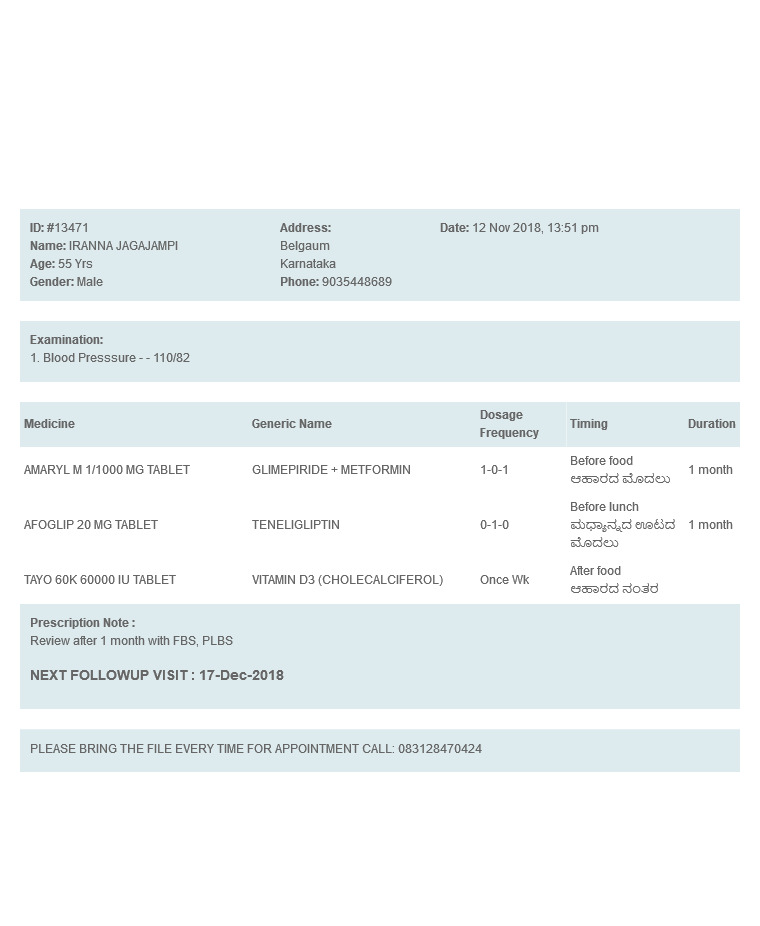 ID: #13471
Name: IRANNA JAGAJAMPI
Age: 55 Yrs
Gender: Male
Address:
Belgaum
Karnataka
Phone: 9035448689
Date: 12 Nov 2018, 13:51 pm
Examination:
1. Blood Presssure - - 110/82
Medicine Generic Name Dosage Frequency Timing Duration
AMARYL M 1/1000 MG TABLET GLIMEPIRIDE + METFORMIN 1-0-1 Before food 1 month
ಆಹಾರದ ಮೊದಲು
AFOGLIP 20 MG TABLET TENELIGLIPTIN 0-1-0 Before lunch 1 month
ಮಧ್ಯಾನ್ನದ ಊಟದ
ಮೊದಲು
TAYO 60K 60000 IU TABLET VITAMIN D3 (CHOLECALCIFEROL) Once Wk After food
ಆಹಾರದ ನಂತರ
Prescription Note :
Review after 1 month with FBS, PLBS
NEXT FOLLOWUP VISIT : 17-Dec-2018
PLEASE BRING THE FILE EVERY TIME FOR APPOINTMENT CALL: 083128470424